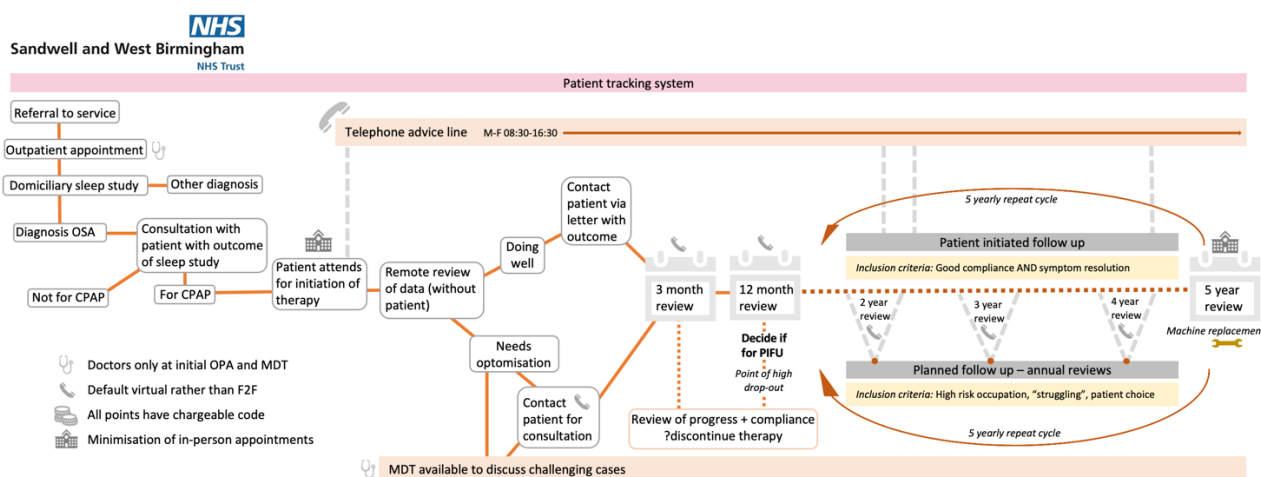 NHS
Sandwell and West Birmingham
NHS Trust
Patient tracking system
Referral to service
Telephone advice line M-F 08:30-16:30
Outpatient appointment
Domiciliary sleep study
Other diagnosis
Diagnosis OSA
Consultation with
patient with outcome
of sleep study
Not for CPAP
For CPAP
Patient attends
for initiation of
therapy
Remote review
of data (without
patient)
Doing
well
Contact
patient via
letter with
outcome
Needs
optomisation
Contact
patient for
consultation
3 month
review
12 month
review
Decide if
for PIFU
Point of high
drop-out
Review of progress + compliance
?discontinue therapy
5 yearly repeat cycle
Patient initiated follow up
Inclusion criteria: Good compliance AND symptom resolution
2 year
review
3 year
review
4 year
review
5 year
review
Machine replacemen
Planned follow up – annual reviews
Inclusion criteria: High risk occupation, “struggling”, patient choice
5 yearly repeat cycle
Doctors only at initial OPA and MDT
Default virtual rather than F2F
All points have chargeable code
Minimisation of in-person appointments
MDT available to discuss challenging cases